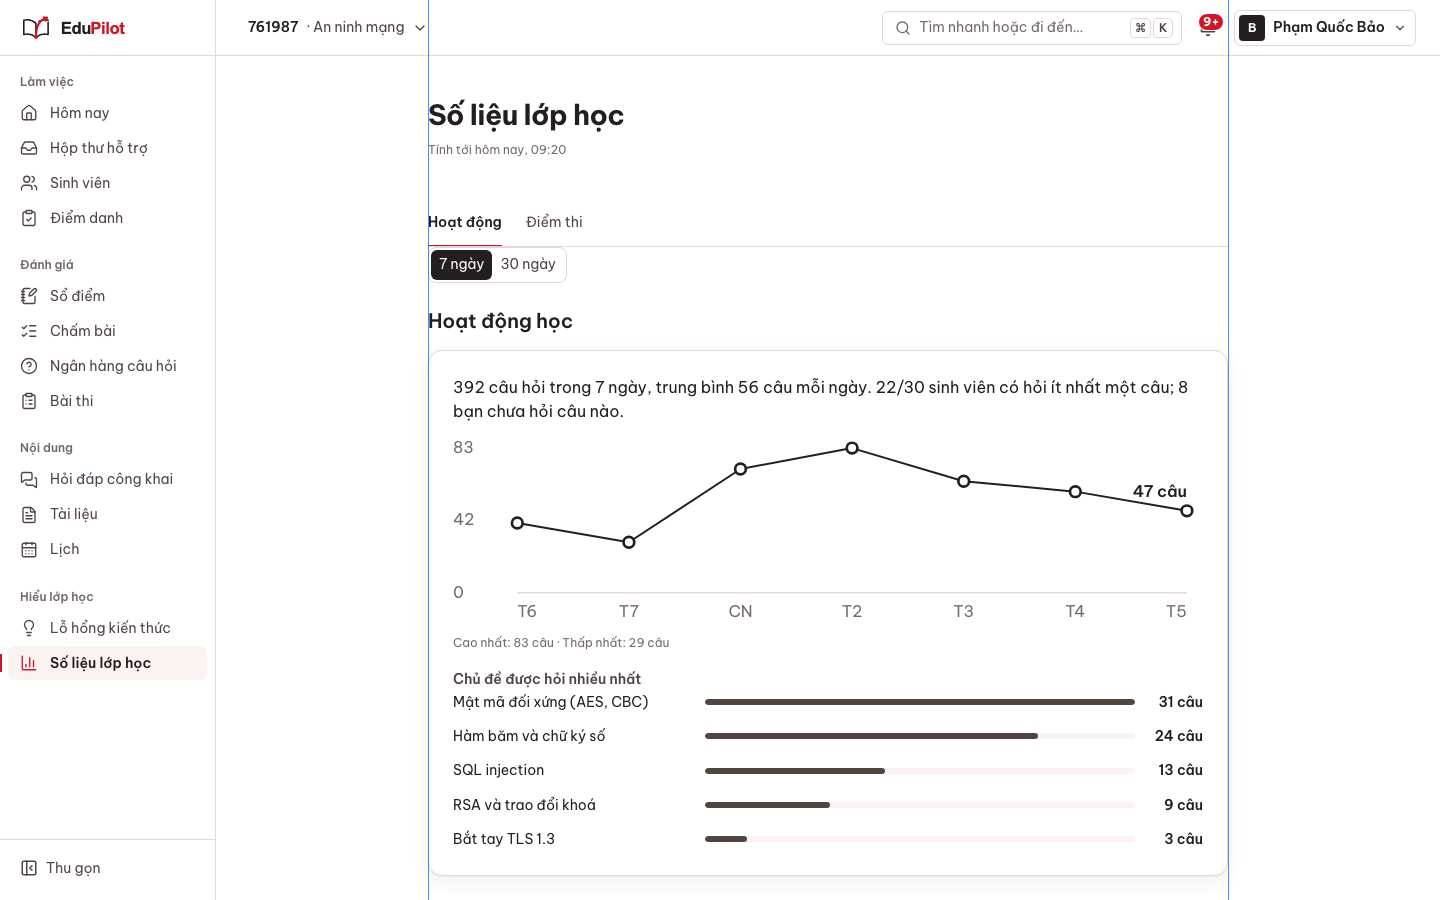 EduPilot
761987 · An ninh mạng
Tìm nhanh hoặc đi đến...
⌘ K
9+
B Phạm Quốc Bảo
Làm việc
Hôm nay
Hộp thư hỗ trợ
Sinh viên
Điểm danh
Đánh giá
Sổ điểm
Chấm bài
Ngân hàng câu hỏi
Bài thi
Nội dung
Hỏi đáp công khai
Tài liệu
Lịch
Hiểu lớp học
Lỗ hổng kiến thức
Số liệu lớp học
Thu gọn
Số liệu lớp học
Tính tới hôm nay, 09:20
Hoạt động Điểm thi
7 ngày 30 ngày
Hoạt động học
392 câu hỏi trong 7 ngày, trung bình 56 câu mỗi ngày. 22/30 sinh viên có hỏi ít nhất một câu; 8
bạn chưa hỏi câu nào.
83
42
0
47 câu
T6 T7 CN T2 T3 T4 T5
Cao nhất: 83 câu · Thấp nhất: 29 câu
Chủ đề được hỏi nhiều nhất
Mật mã đối xứng (AES, CBC) 31 câu
Hàm băm và chữ ký số 24 câu
SQL injection 13 câu
RSA và trao đổi khoá 9 câu
Bắt tay TLS 1.3 3 câu